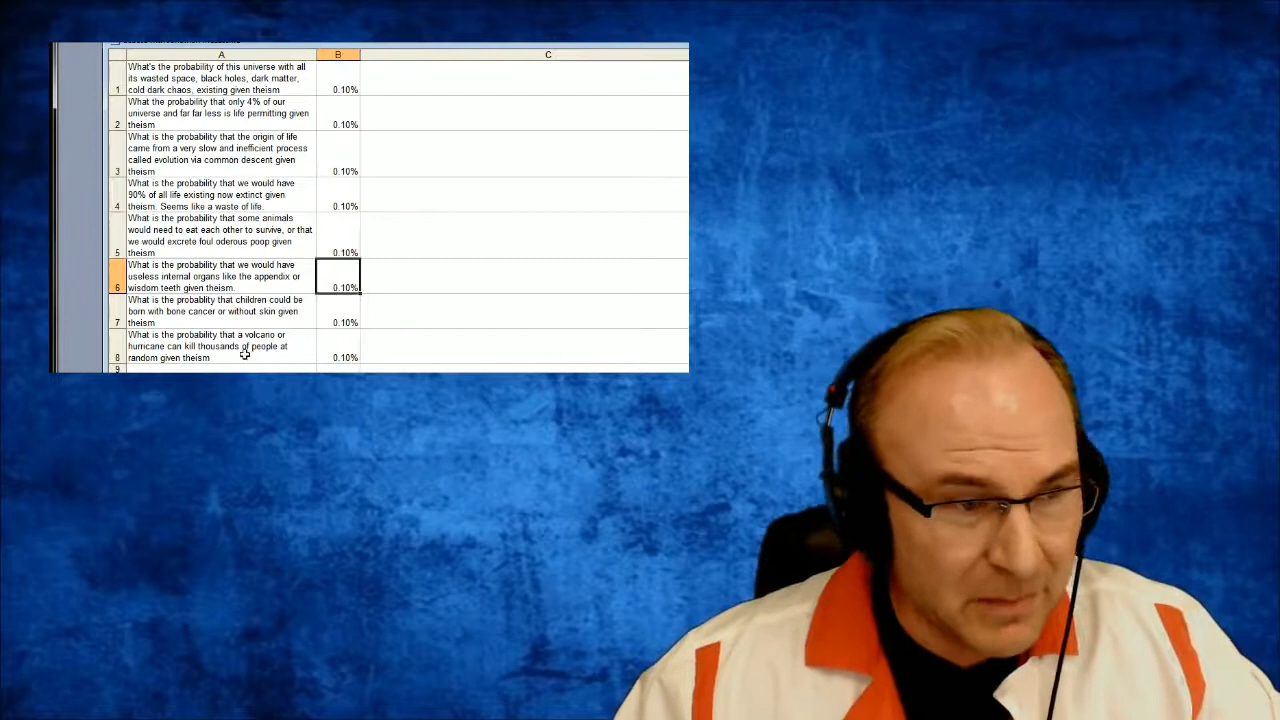 A B C
What's the probability of this universe with all
its wasted space, black holes, dark matter,
1 cold dark chaos, existing given theism 0.10%
What the probability that only 4% of our
universe and far far less is life permitting given
2 theism 0.10%
What is the probability that the origin of life
came from a very slow and inefficient process
called evolution via common descent given
3 theism 0.10%
What is the probability that we would have
90% of all life existing now extinct given
4 theism. Seems like a waste of life. 0.10%
What is the probability that some animals
would need to eat each other to survive, or that
we would excrete foul oderous poop given
5 theism 0.10%
What is the probability that we would have
useless internal organs like the appendix or
6 wisdom teeth given theism. 0.10%
What is the probablity that children could be
born with bone cancer or without skin given
7 theism 0.10%
What is the probability that a volcano or
hurricane can kill thousands of people at
8 random given theism 0.10%
9